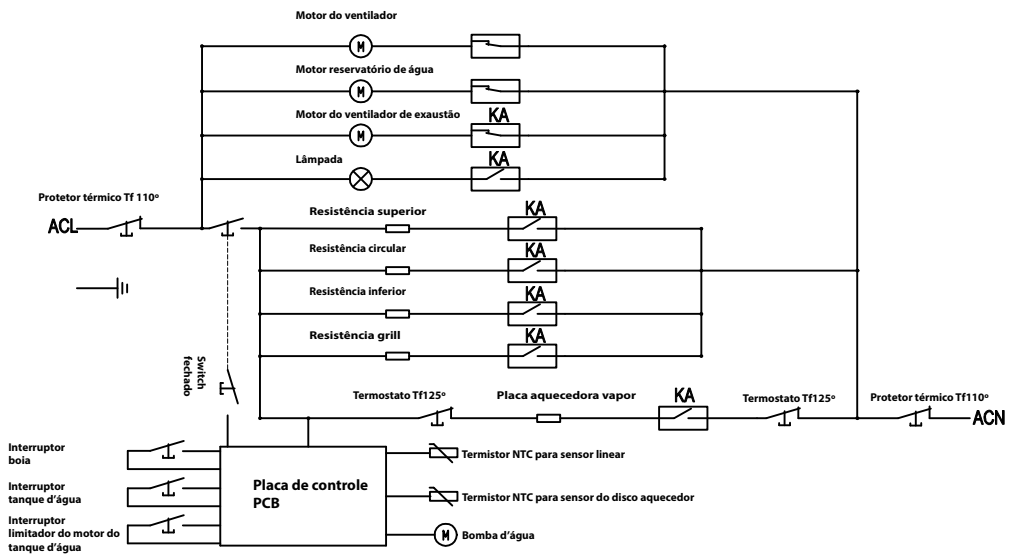 Motor do ventilador
M
Motor reservatório de água
M
Motor do ventilador de exaustão
KA
M
Lâmpada
KA
Protetor térmico Tf 110º
ACL
Resistência superior
KA
Resistência circular
KA
Resistência inferior
KA
Resistência grill
KA
Switch
fechado
Termostato Tf125º
Placa aquecedora vapor
KA
Termostato Tf125º
Protetor térmico Tf110º
ACN
Interruptor
boia
Termistor NTC para sensor linear
Interruptor
tanque d’água
Placa de controle
PCB
Termistor NTC para sensor do disco aquecedor
Interruptor
limitador do motor do
tanque d’água
M
Bomba d’água